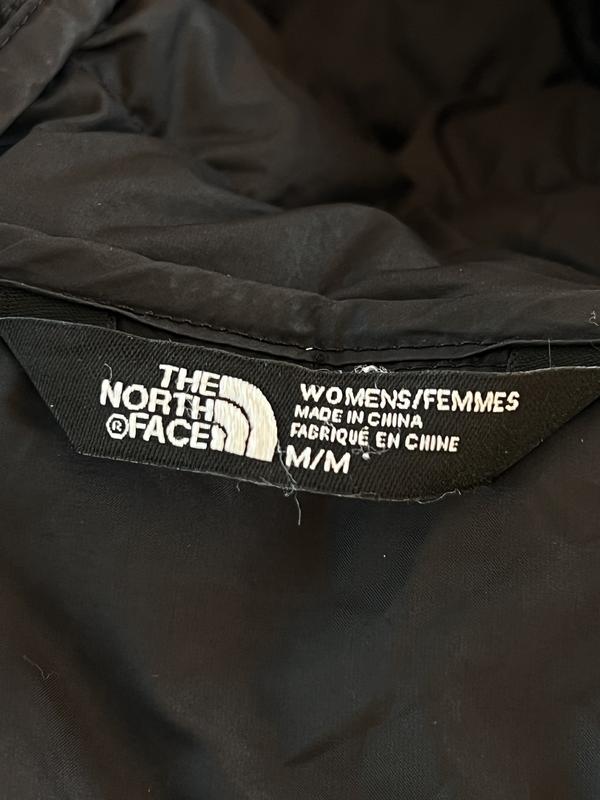 THE
NORTH
® FACE
WOMENS/FEMMES
MADE IN CHINA
FABRIQUÉ EN CHINE
M/M